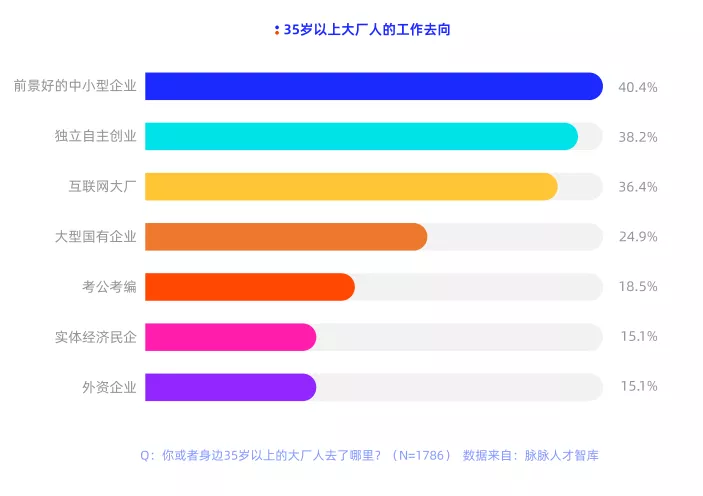 35岁以上大厂人的工作去向
前景好的中小型企业 40.4%
独立自主创业 38.2%
互联网大厂 36.4%
大型国有企业 24.9%
考公考编 18.5%
实体经济民企 15.1%
外资企业 15.1%
Q：你或者身边35岁以上的大厂人去了哪里？（N=1786） 数据来自：脉脉人才智库